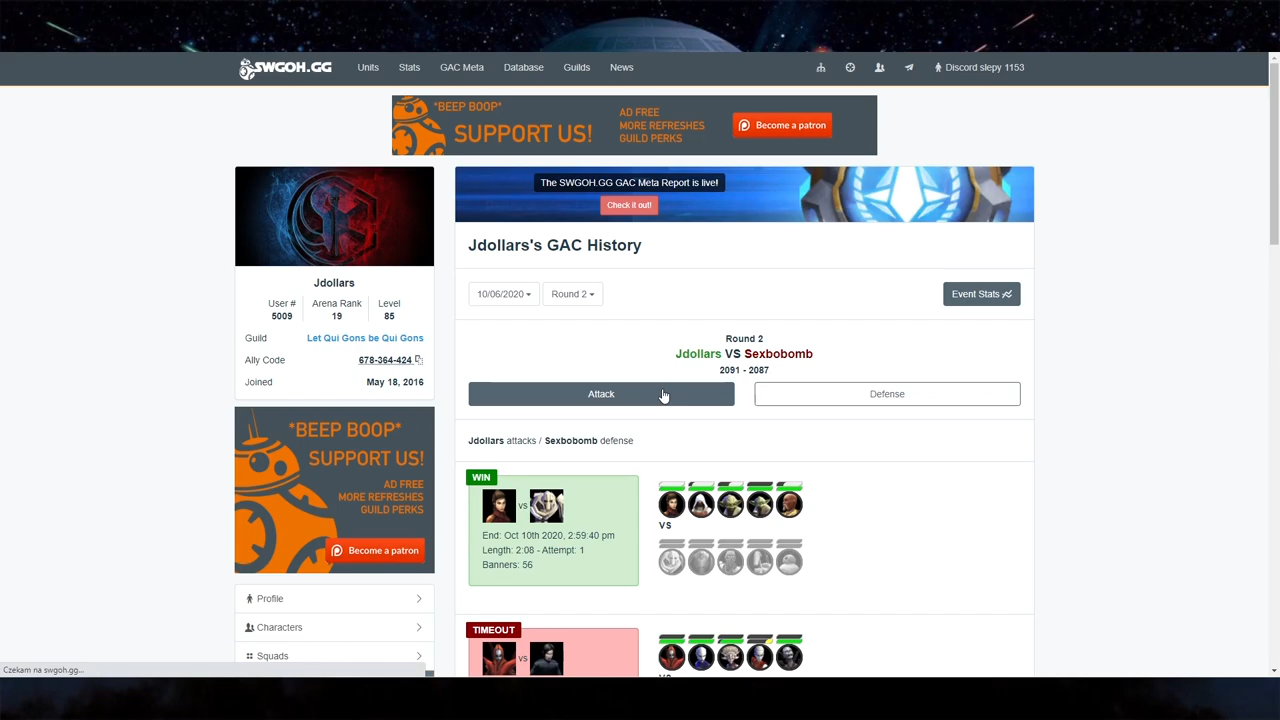 SWGOH.GG
Units
Stats
GAC Meta
Database
Guilds
News
Discord slepy 1153
*BEEP BOOP*
SUPPORT US!
AD FREE
MORE REFRESHES
GUILD PERKS
Become a patron
Jdollars
User #
5009
Arena Rank
19
Level
85
Guild
Let Qui Gons be Qui Gons
Ally Code
678-364-424
Joined
May 18, 2016
*BEEP BOOP*
SUPPORT US!
AD FREE
MORE REFRESHES
GUILD PERKS
Become a patron
Profile
Characters
Squads
Czekam na swgoh.gg...
The SWGOH.GG GAC Meta Report is live!
Check it out!
Jdollars's GAC History
10/06/2020
Round 2
Event Stats
Round 2
Jdollars VS Sexbobomb
2091 - 2087
Attack
Defense
Jdollars attacks / Sexbobomb defense
WIN
vs
End: Oct 10th 2020, 2:59:40 pm
Length: 2:08 - Attempt: 1
Banners: 56
VS
TIMEOUT
vs
VS